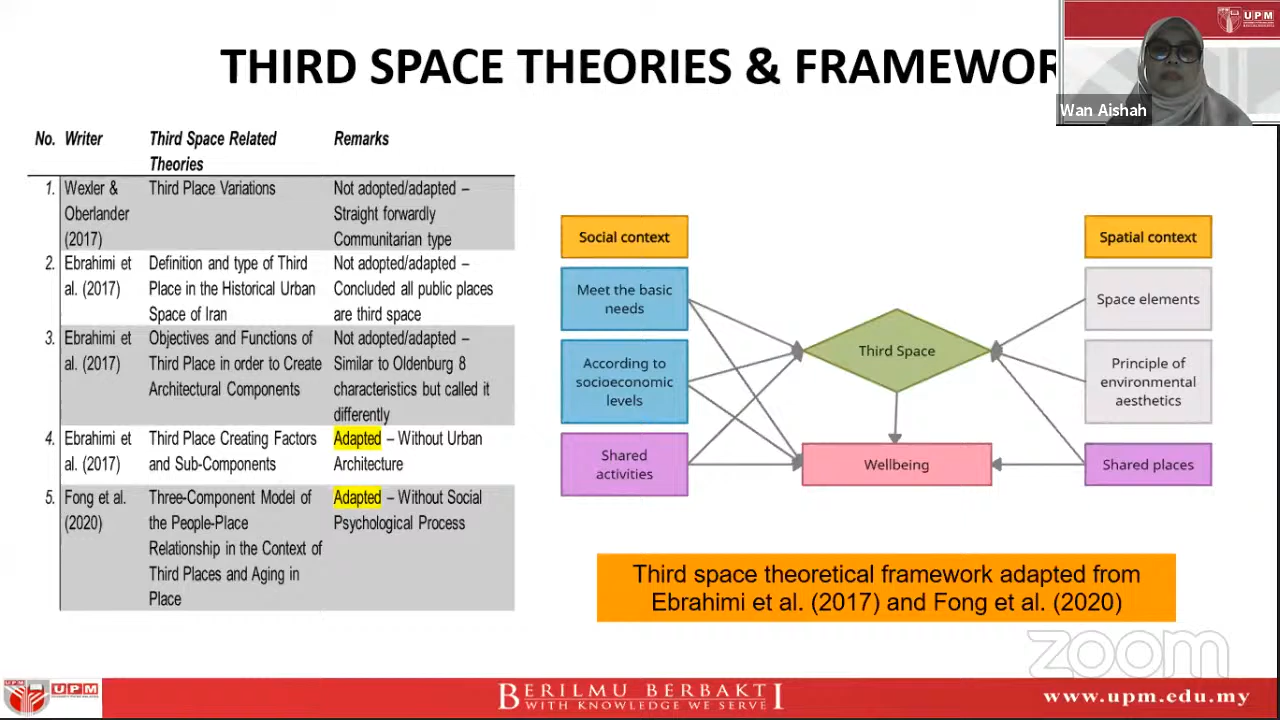 THIRD SPACE THEORIES & FRAMEWOR
UPM
Wan Aishah
No. Writer Third Space Related Theories Remarks
1. Wexler & Oberlander (2017) Third Place Variations Not adopted/adapted – Straight forwardly Communitarian type
2. Ebrahimi et al. (2017) Definition and type of Third Place in the Historical Urban Space of Iran Not adopted/adapted – Concluded all public places are third space
3. Ebrahimi et al. (2017) Objectives and Functions of Third Place in order to Create Architectural Components Not adopted/adapted – Similar to Oldenburg 8 characteristics but called it differently
4. Ebrahimi et al. (2017) Third Place Creating Factors and Sub-Components Adapted – Without Urban Architecture
5. Fong et al. (2020) Three-Component Model of the People-Place Relationship in the Context of Third Places and Aging in Place Adapted – Without Social Psychological Process
Social context
Meet the basic
needs
According to
socioeconomic
levels
Shared
activities
Third Space
Wellbeing
Spatial context
Space elements
Principle of
environmental
aesthetics
Shared places
Third space theoretical framework adapted from
Ebrahimi et al. (2017) and Fong et al. (2020)
zoom
UPM
BERILMU BERBAKTI
WITH KNOWLEDGE WE SERVE
www.upm.edu.my